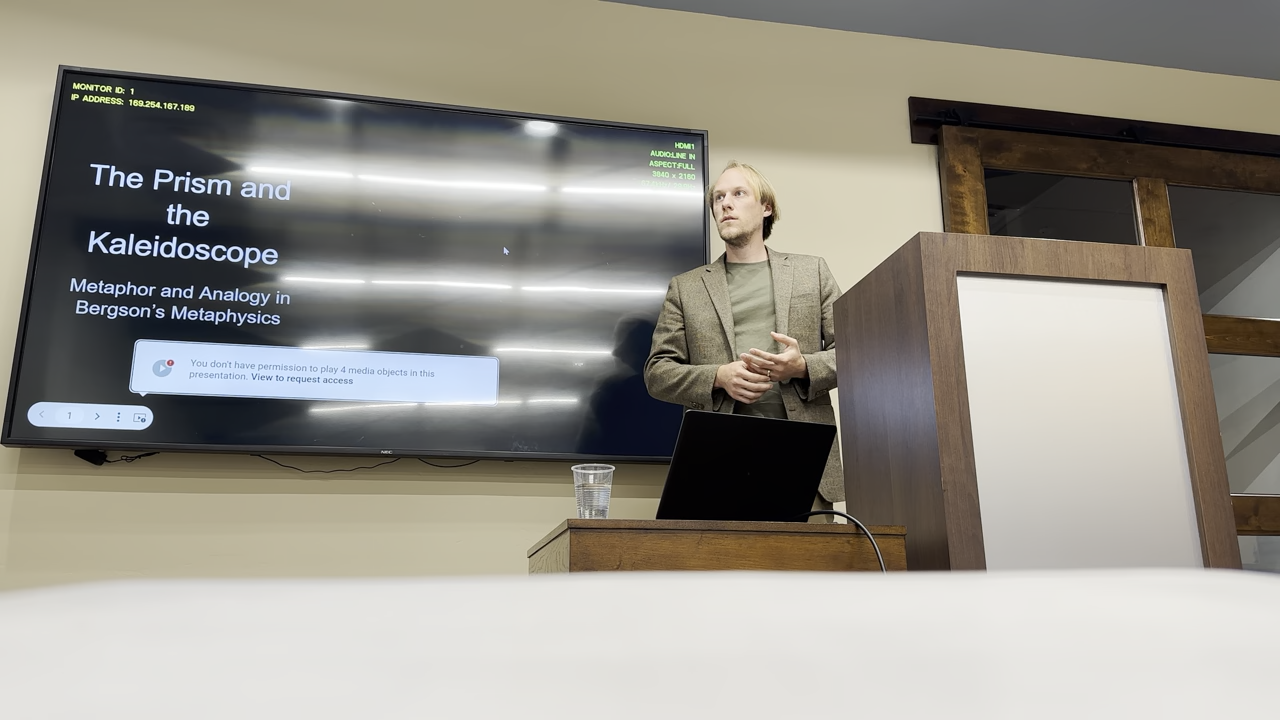 MONITOR ID: 1
IP ADDRESS: 169.254.167.189
HDMI1
AUDIO:LINE IN
ASPECT:FULL
3840 x 2160
The Prism and
the
Kaleidoscope
Metaphor and Analogy in
Bergson's Metaphysics
You don't have permission to play 4 media objects in this
presentation. View to request access
1
NEC